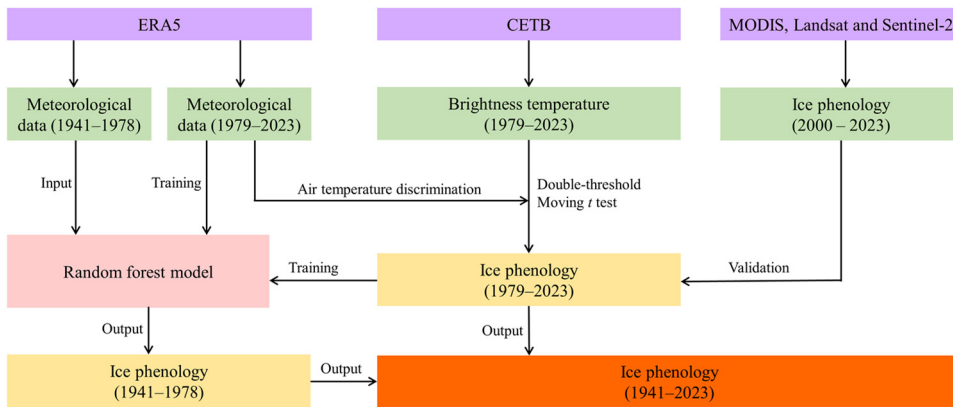 ERA5
CETB
MODIS, Landsat and Sentinel-2
Meteorological
data (1941–1978)
Meteorological
data (1979–2023)
Brightness temperature
(1979–2023)
Ice phenology
(2000 – 2023)
Input
Training
Air temperature discrimination
Double-threshold
Moving t test
Random forest model
Training
Ice phenology
(1979–2023)
Validation
Output
Output
Ice phenology
(1941–1978)
Output
Ice phenology
(1941–2023)